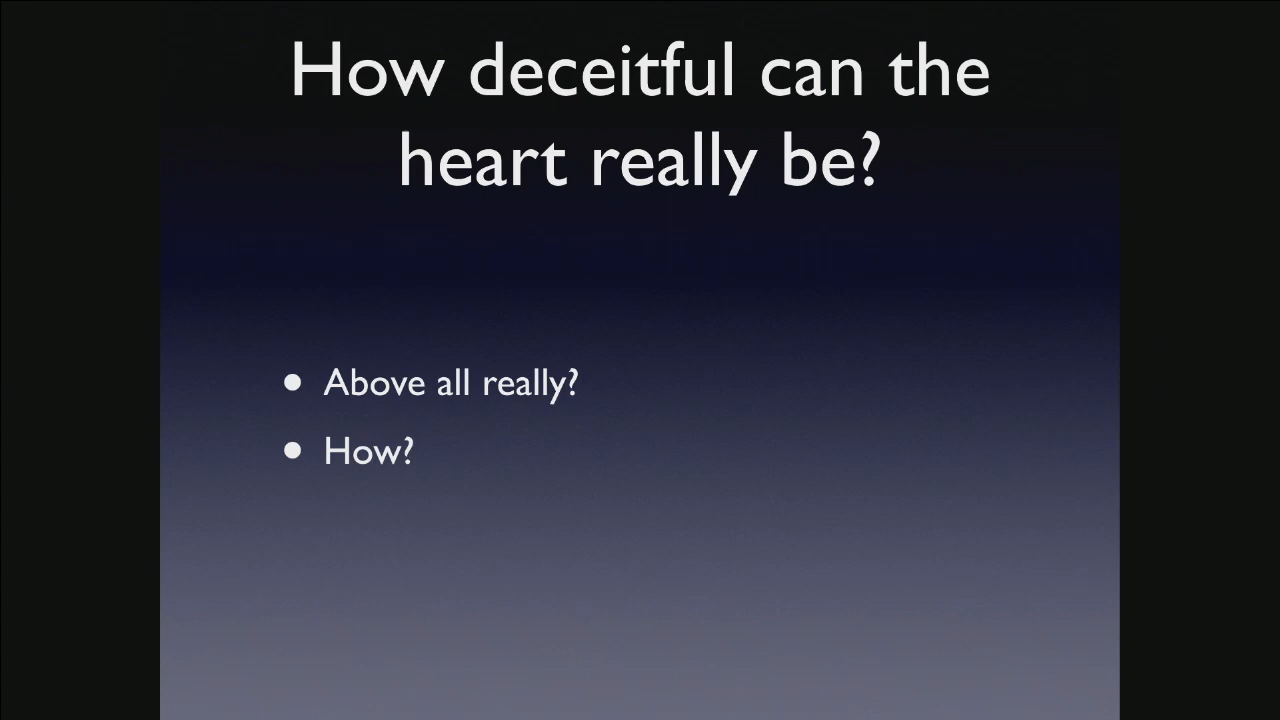 How deceitful can the
heart really be?
• Above all really?
• How?